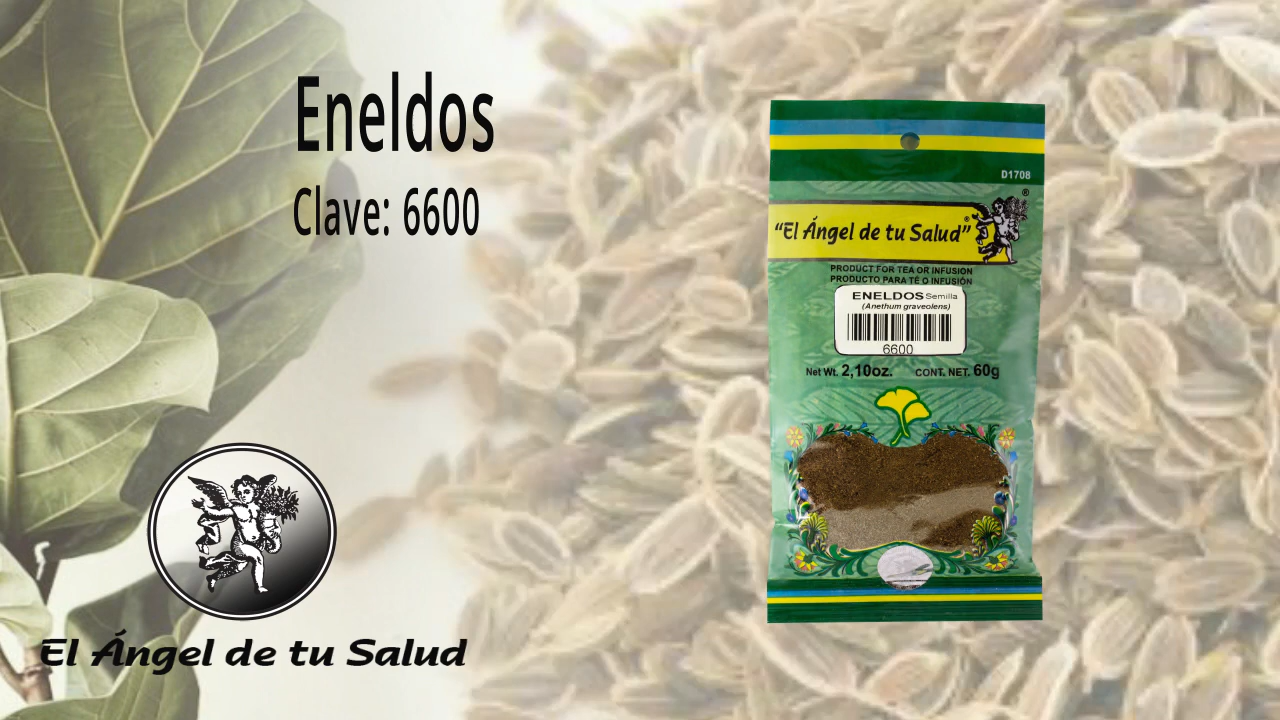 Eneldos
Clave: 6600
D1708
®
"El Ángel de tu Salud"®
PRODUCT FOR TEA OR INFUSION
PRODUCTO PARA TÉ O INFUSIÓN
ENELDOS Semilla
(Anethum graveolens)
6600
Net Wt. 2,10oz. CONT. NET. 60g
El Ángel de tu Salud